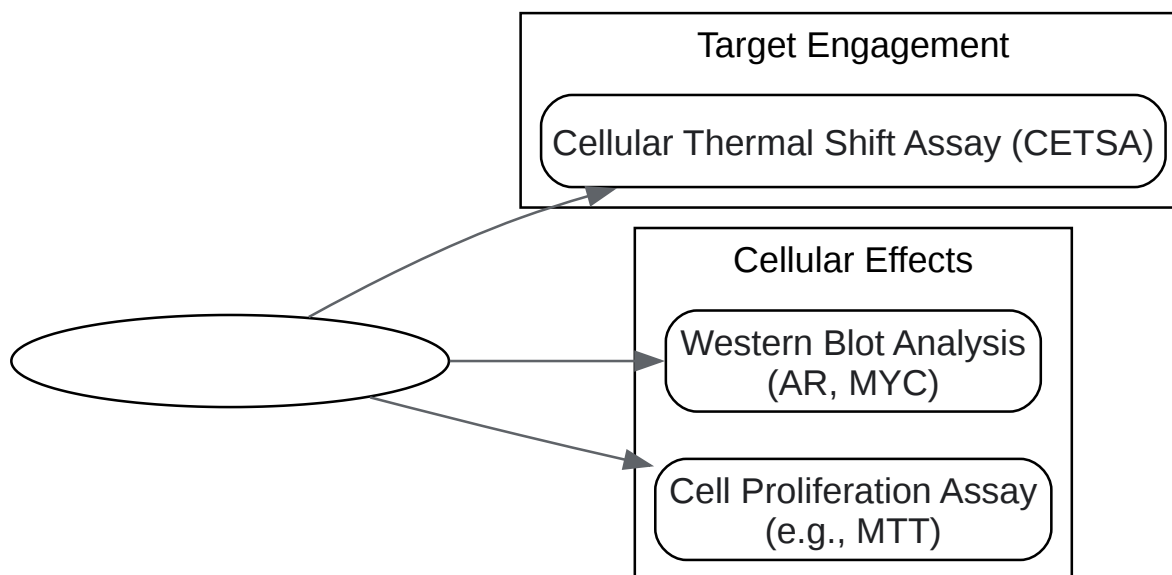 Target Engagement
Cellular Thermal Shift Assay (CETSA)
Cellular Effects
Western Blot Analysis
(AR, MYC)
Cell Proliferation Assay
(e.g., MTT)